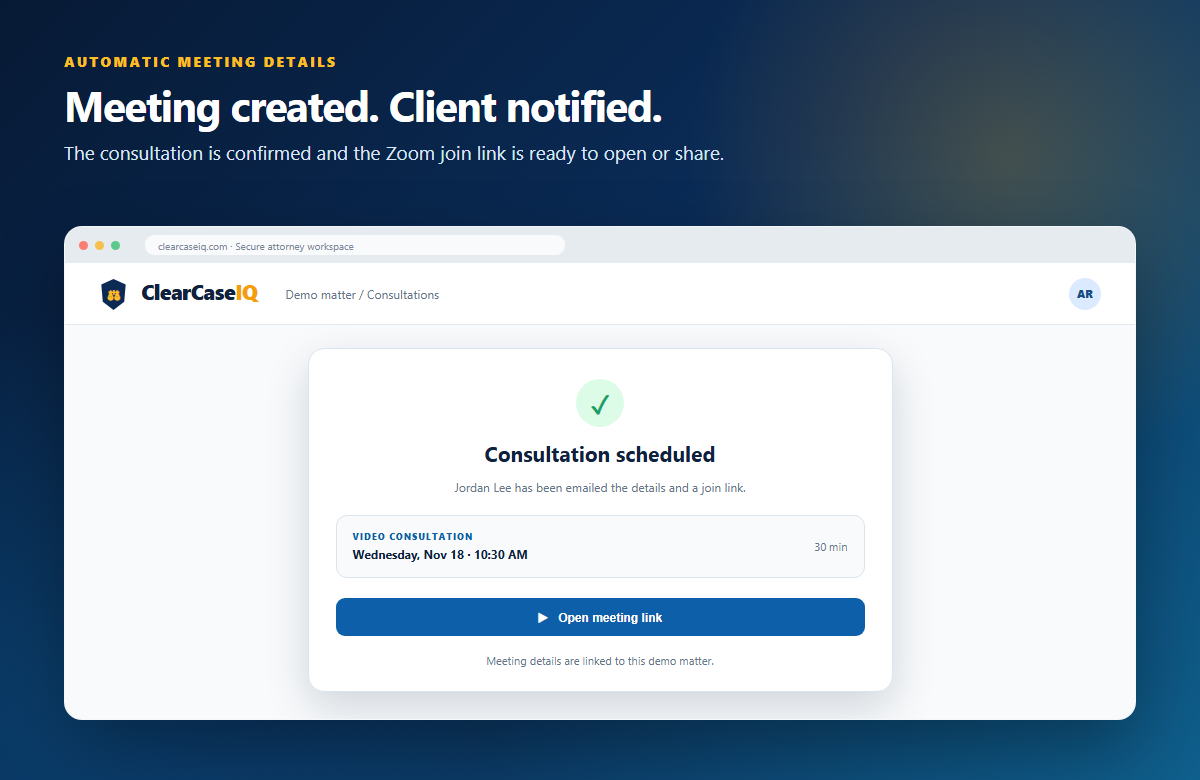 AUTOMATIC MEETING DETAILS
Meeting created. Client notified.
The consultation is confirmed and the Zoom join link is ready to open or share.
clearcaseiq.com · Secure attorney workspace
ClearCaseIQ
Demo matter / Consultations
AR
Consultation scheduled
Jordan Lee has been emailed the details and a join link.
VIDEO CONSULTATION
Wednesday, Nov 18 · 10:30 AM
30 min
Open meeting link
Meeting details are linked to this demo matter.